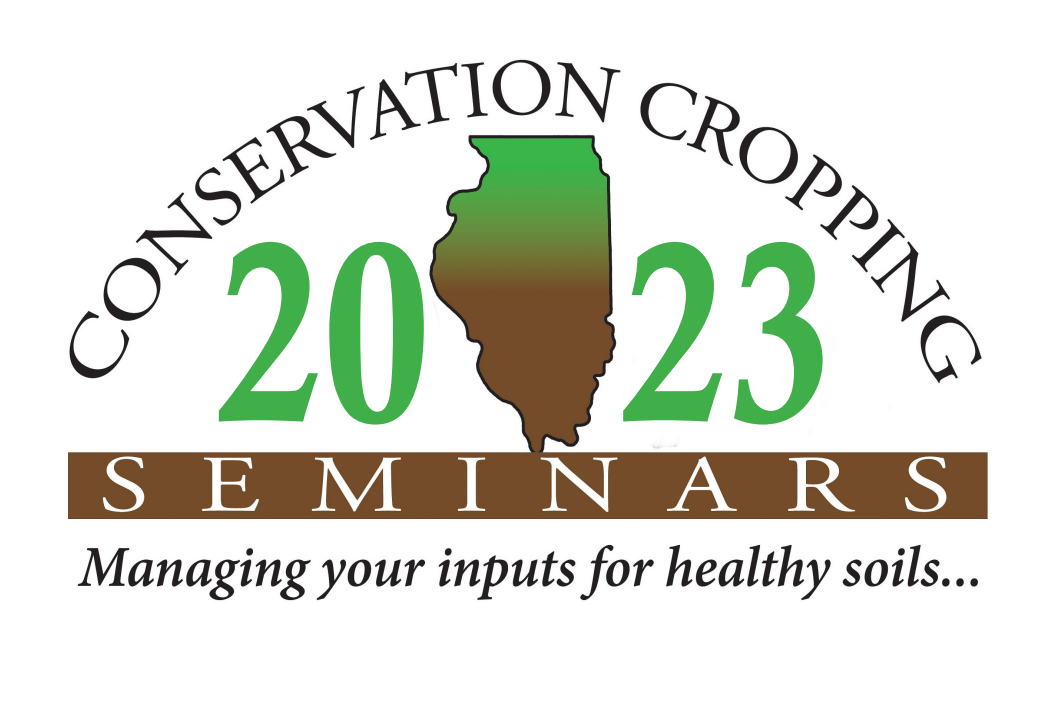 CONSERVATION CROPPING
2023
SEMINARS
Managing your inputs for healthy soils...